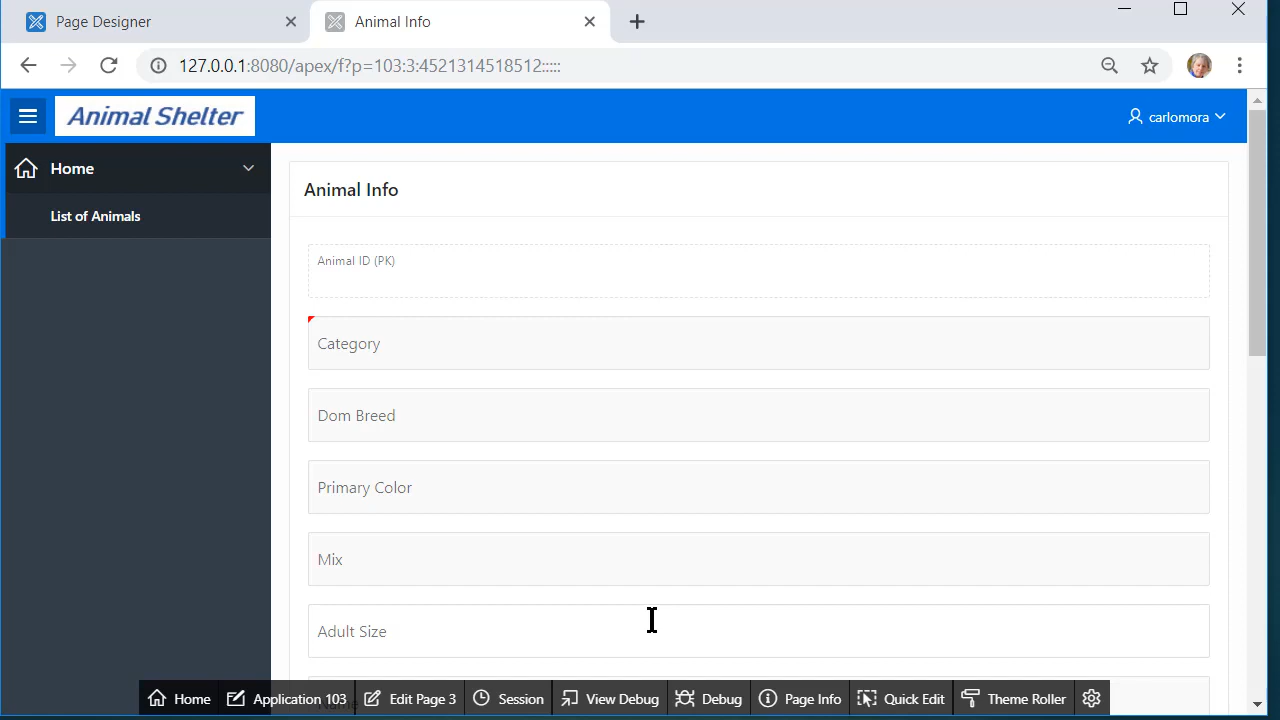 Page Designer
Animal Info
127.0.0.1:8080/apex/f?p=103:3:4521314518512:::::
Animal Shelter
carlomora
Home
List of Animals
Animal Info
Animal ID (PK)
Category
Dom Breed
Primary Color
Mix
Adult Size
Home Application 103 Edit Page 3 Session View Debug Debug Page Info Quick Edit Theme Roller